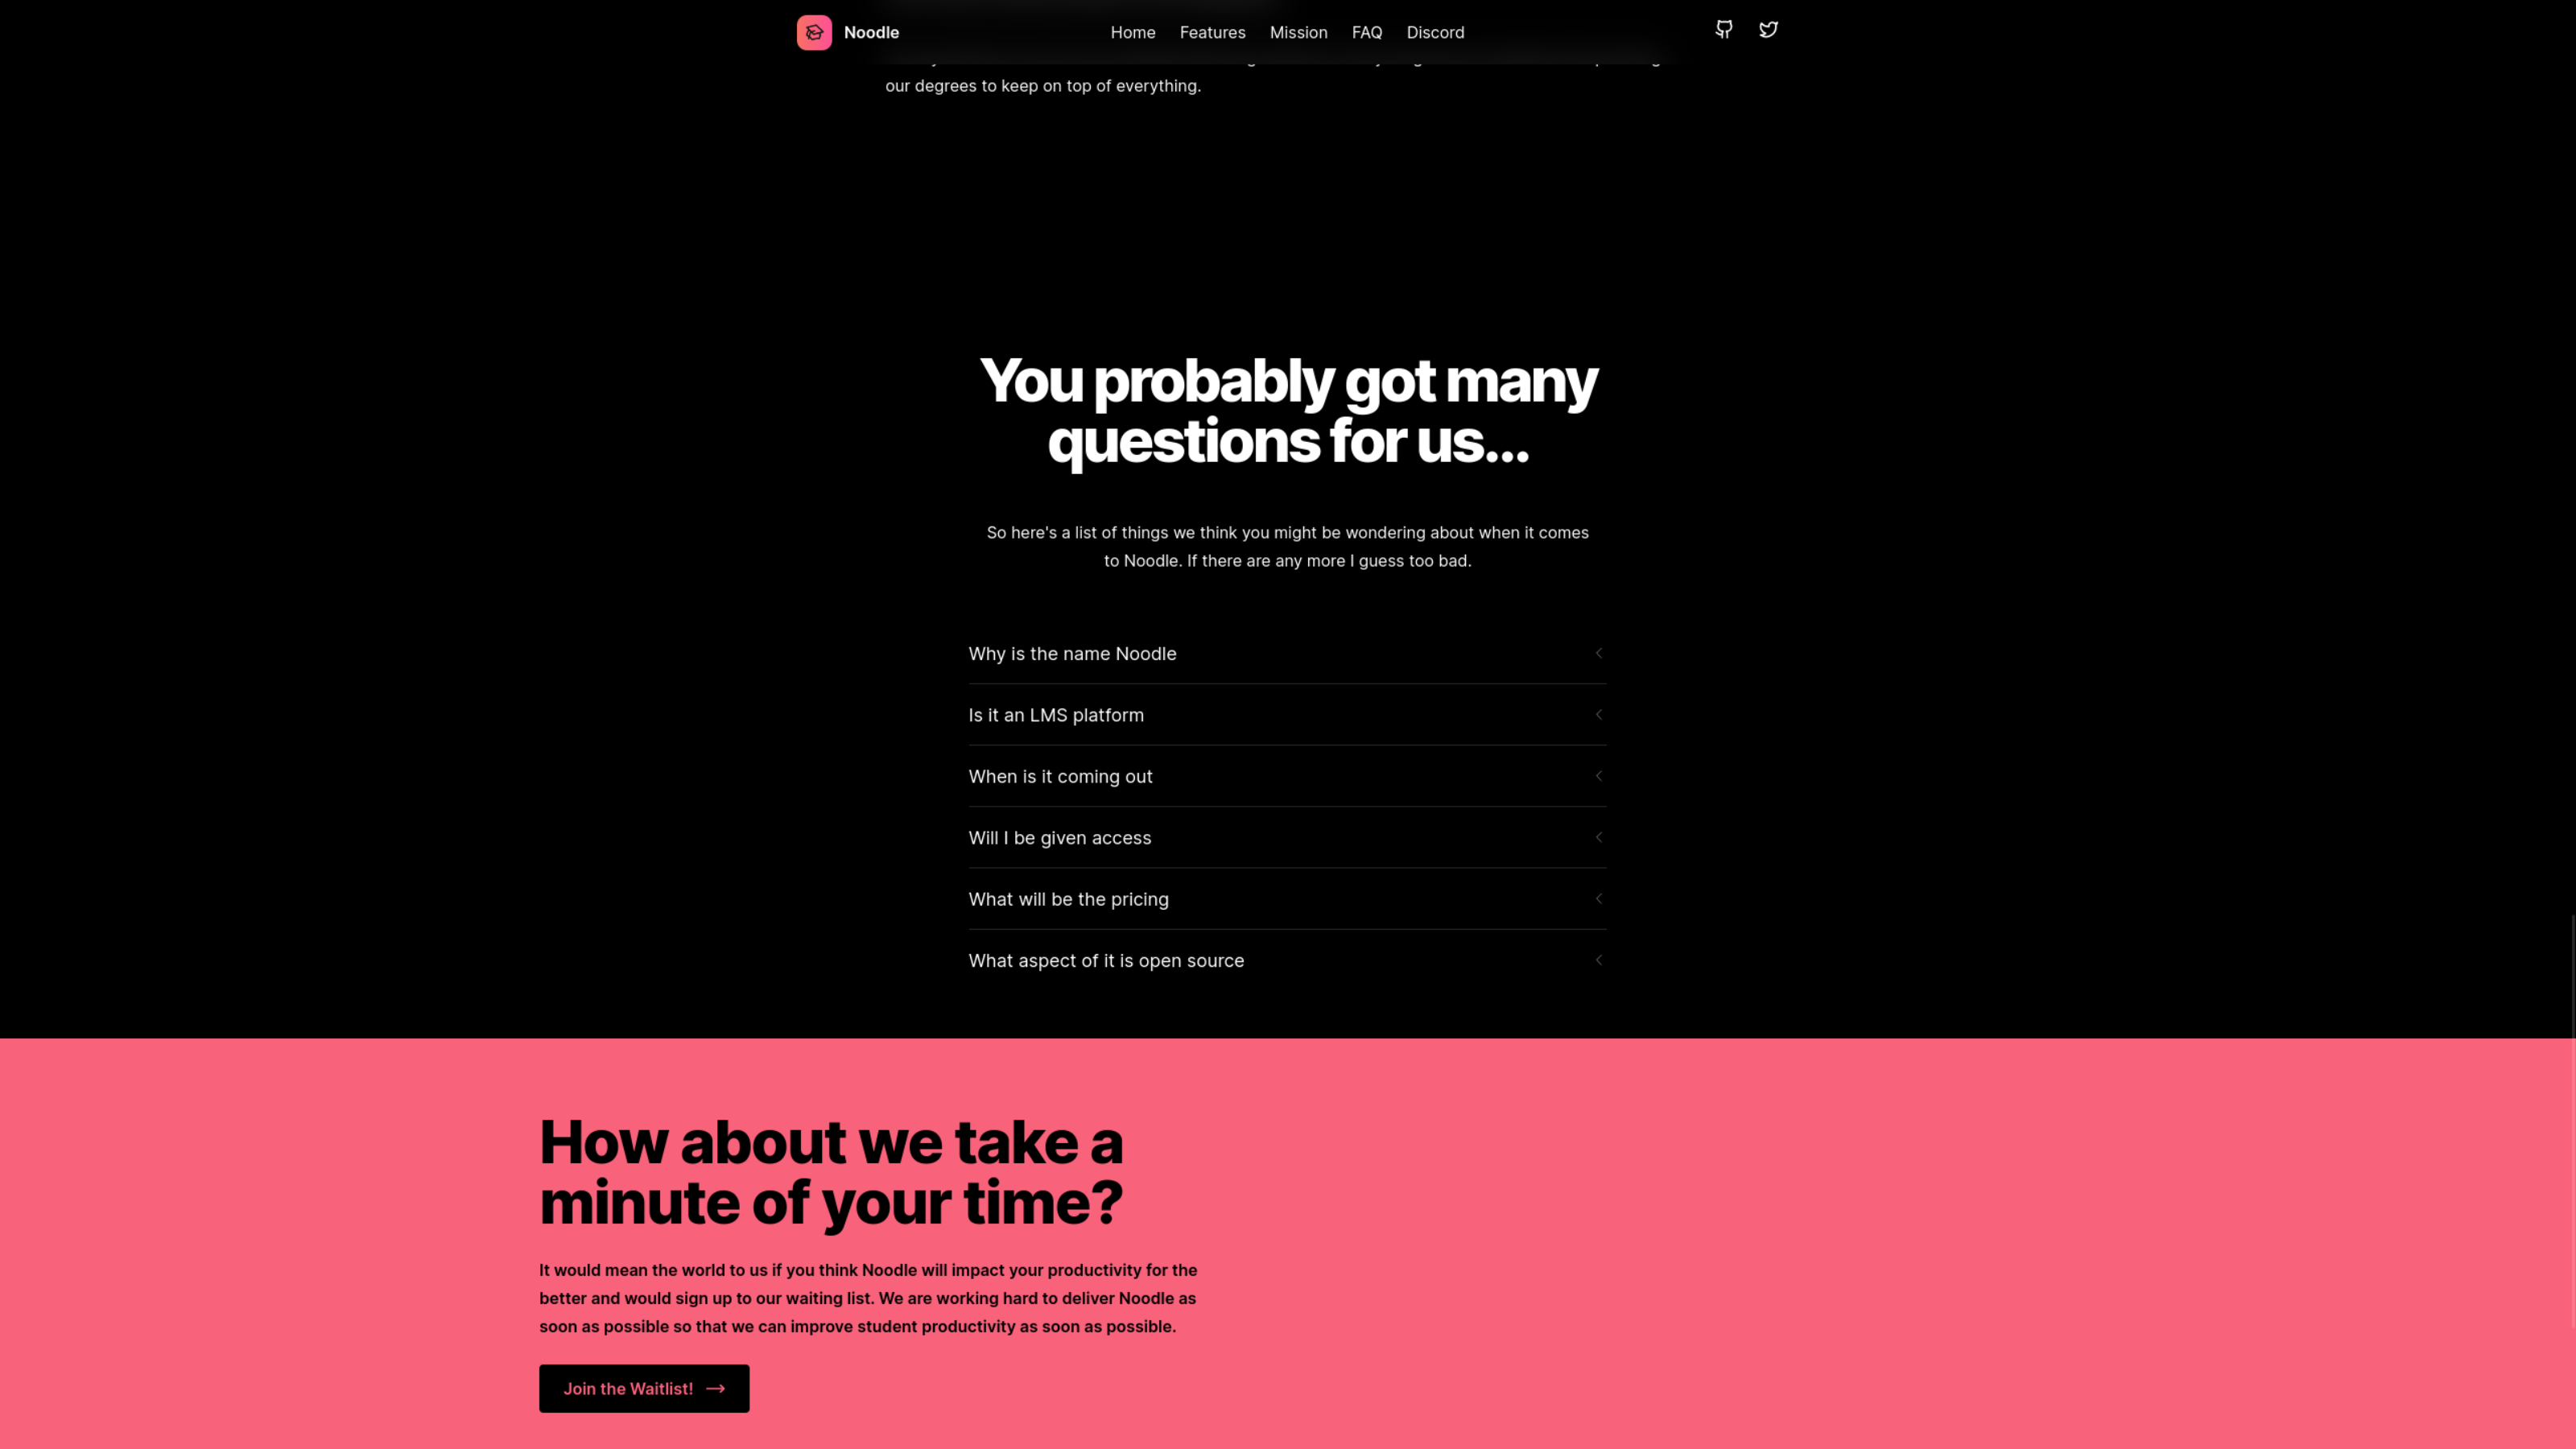 Noodle
Home Features Mission FAQ Discord
our degrees to keep on top of everything.
You probably got many
questions for us...
So here's a list of things we think you might be wondering about when it comes
to Noodle. If there are any more I guess too bad.
Why is the name Noodle
Is it an LMS platform
When is it coming out
Will I be given access
What will be the pricing
What aspect of it is open source
How about we take a
minute of your time?
It would mean the world to us if you think Noodle will impact your productivity for the
better and would sign up to our waiting list. We are working hard to deliver Noodle as
soon as possible so that we can improve student productivity as soon as possible.
Join the Waitlist!